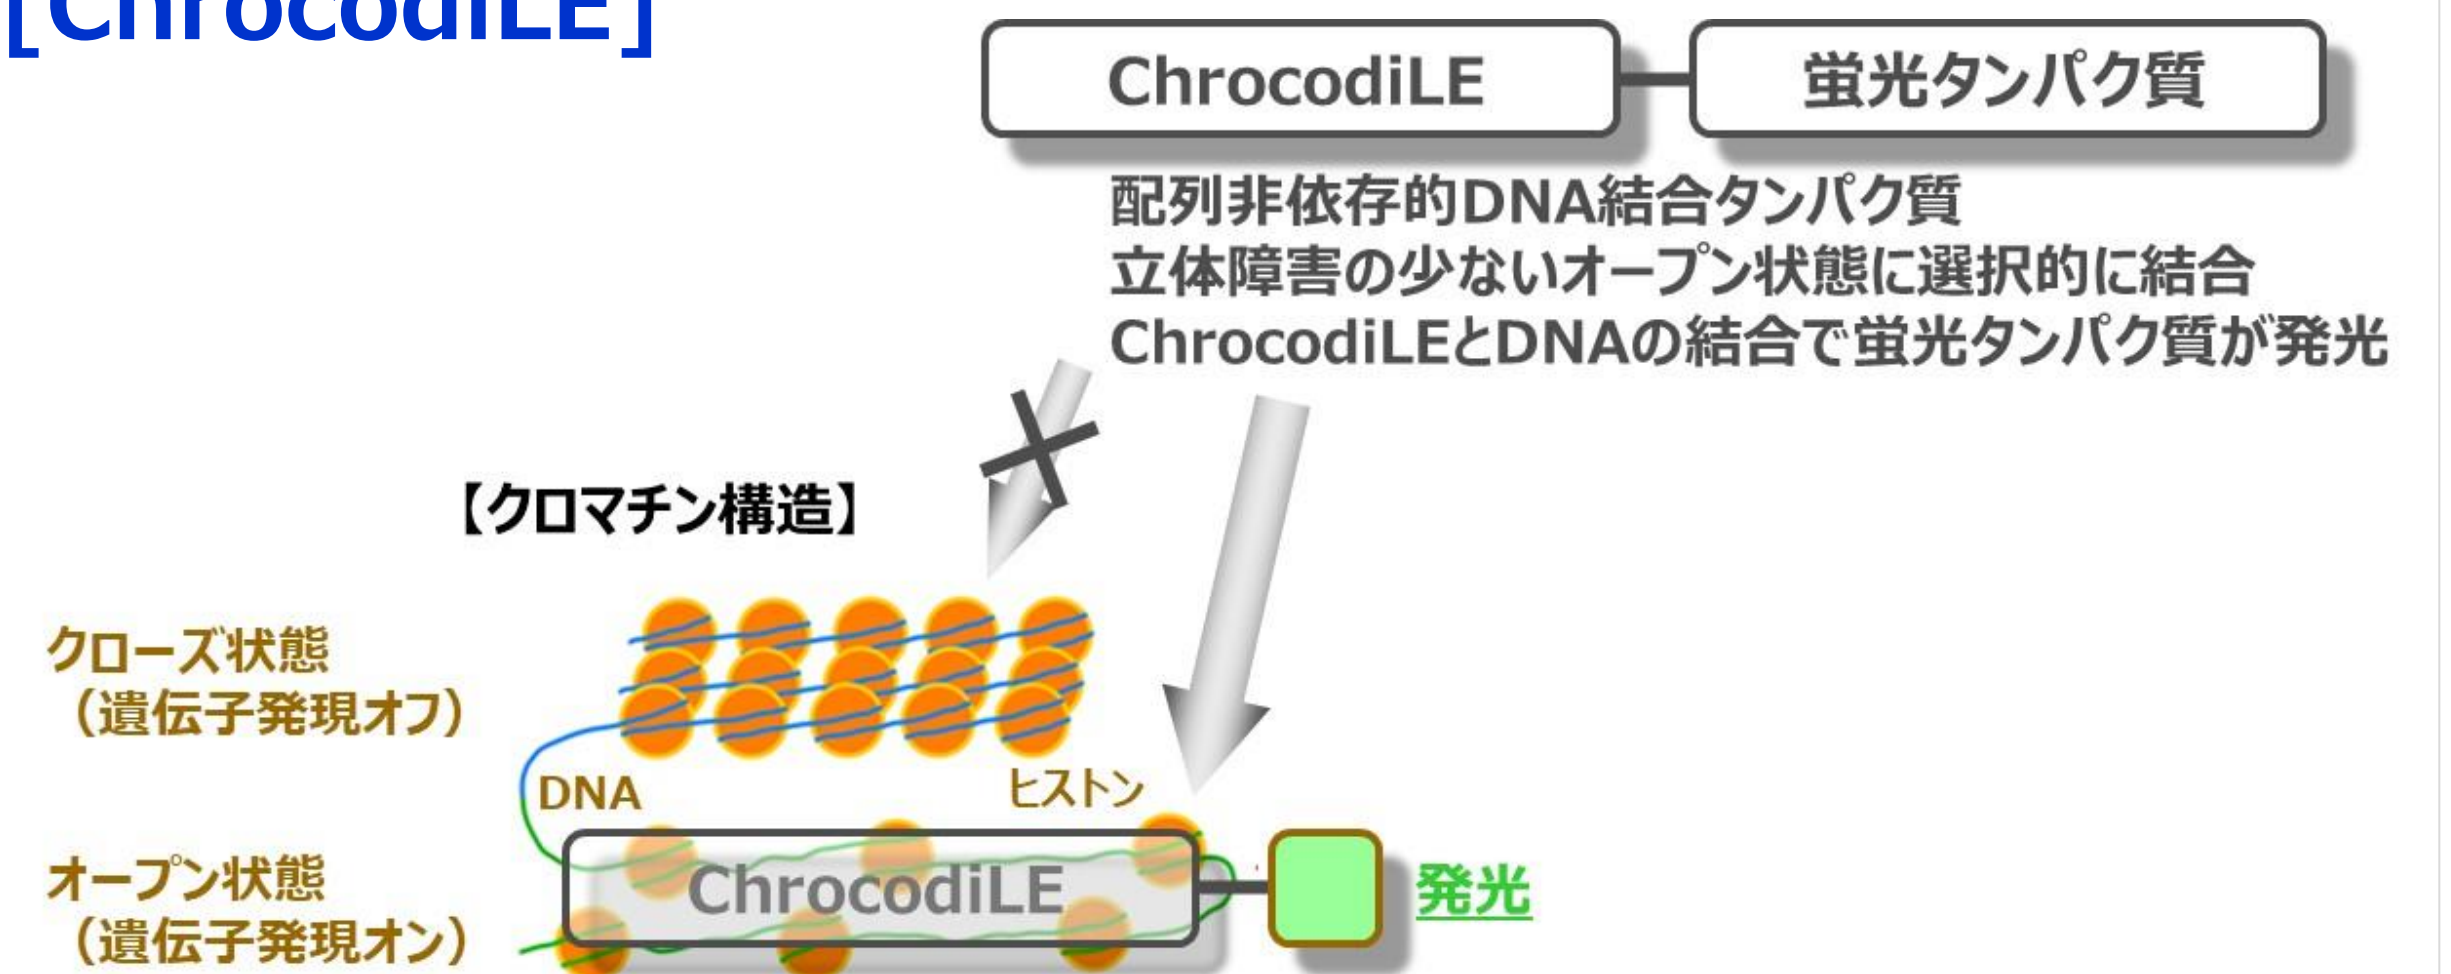 [ChrocodiLE]
ChrocodiLE
蛍光タンパク質
配列非依存的DNA結合タンパク質
立体障害の少ないオープン状態に選択的に結合
ChrocodiLEとDNAの結合で蛍光タンパク質が発光
【クロマチン構造】
クローズ状態
（遺伝子発現オフ）
DNA
ヒストン
オープン状態
（遺伝子発現オン）
ChrocodiLE
発光